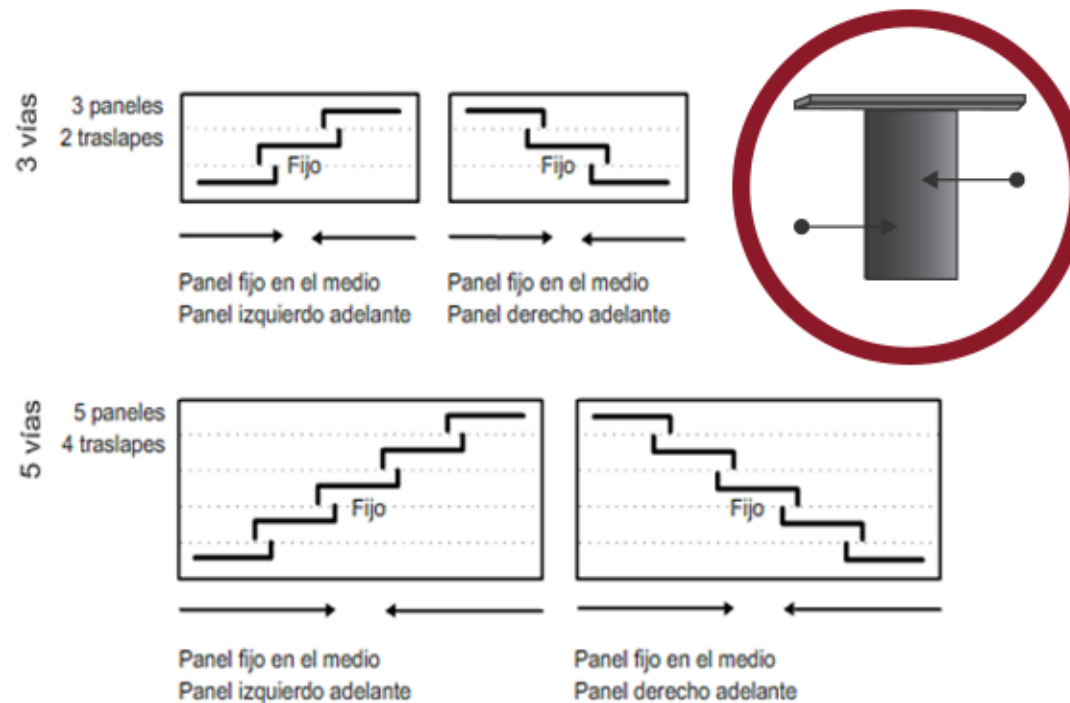 3 vías
3 paneles
2 traslapes
Fijo
Fijo
Panel fijo en el medio
Panel izquierdo adelante
Panel fijo en el medio
Panel derecho adelante
5 vías
5 paneles
4 traslapes
Fijo
Fijo
Panel fijo en el medio
Panel izquierdo adelante
Panel fijo en el medio
Panel derecho adelante